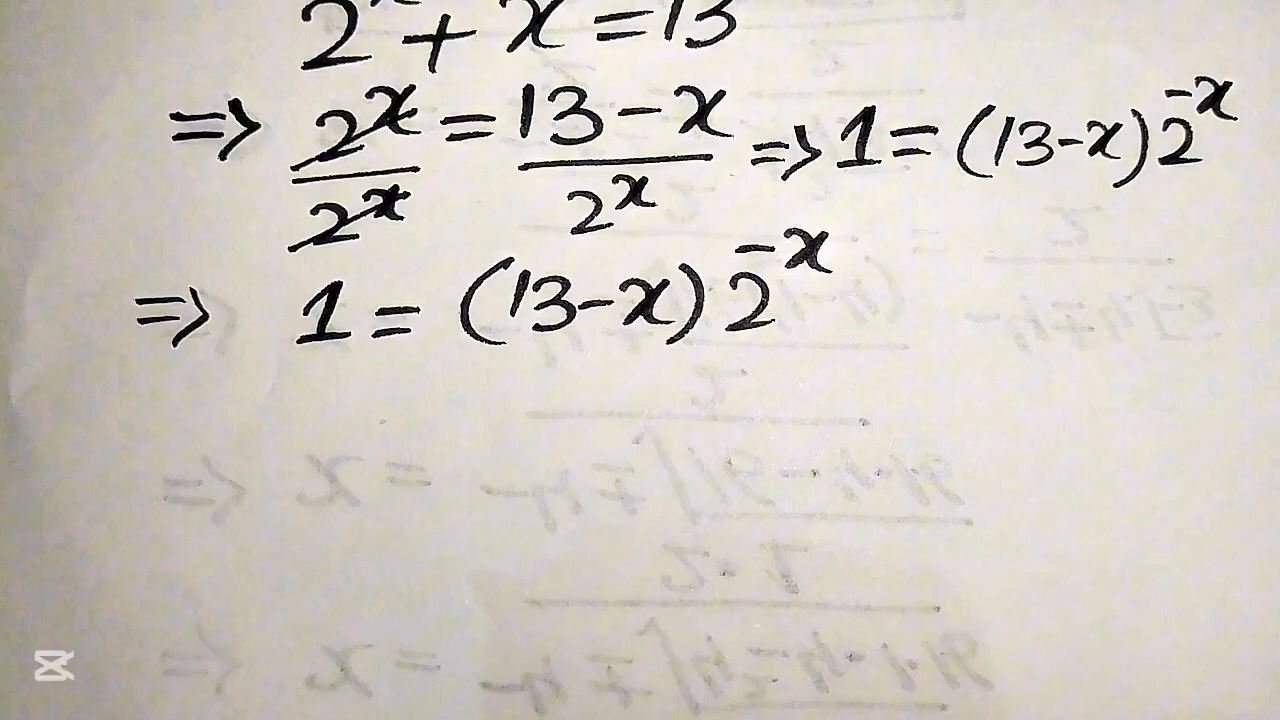 2^x + x = 13
⇒ 2^x/2^x = 13-x/2^x ⇒ 1 = (13-x)2^-x
⇒ 1 = (13-x)2^-x